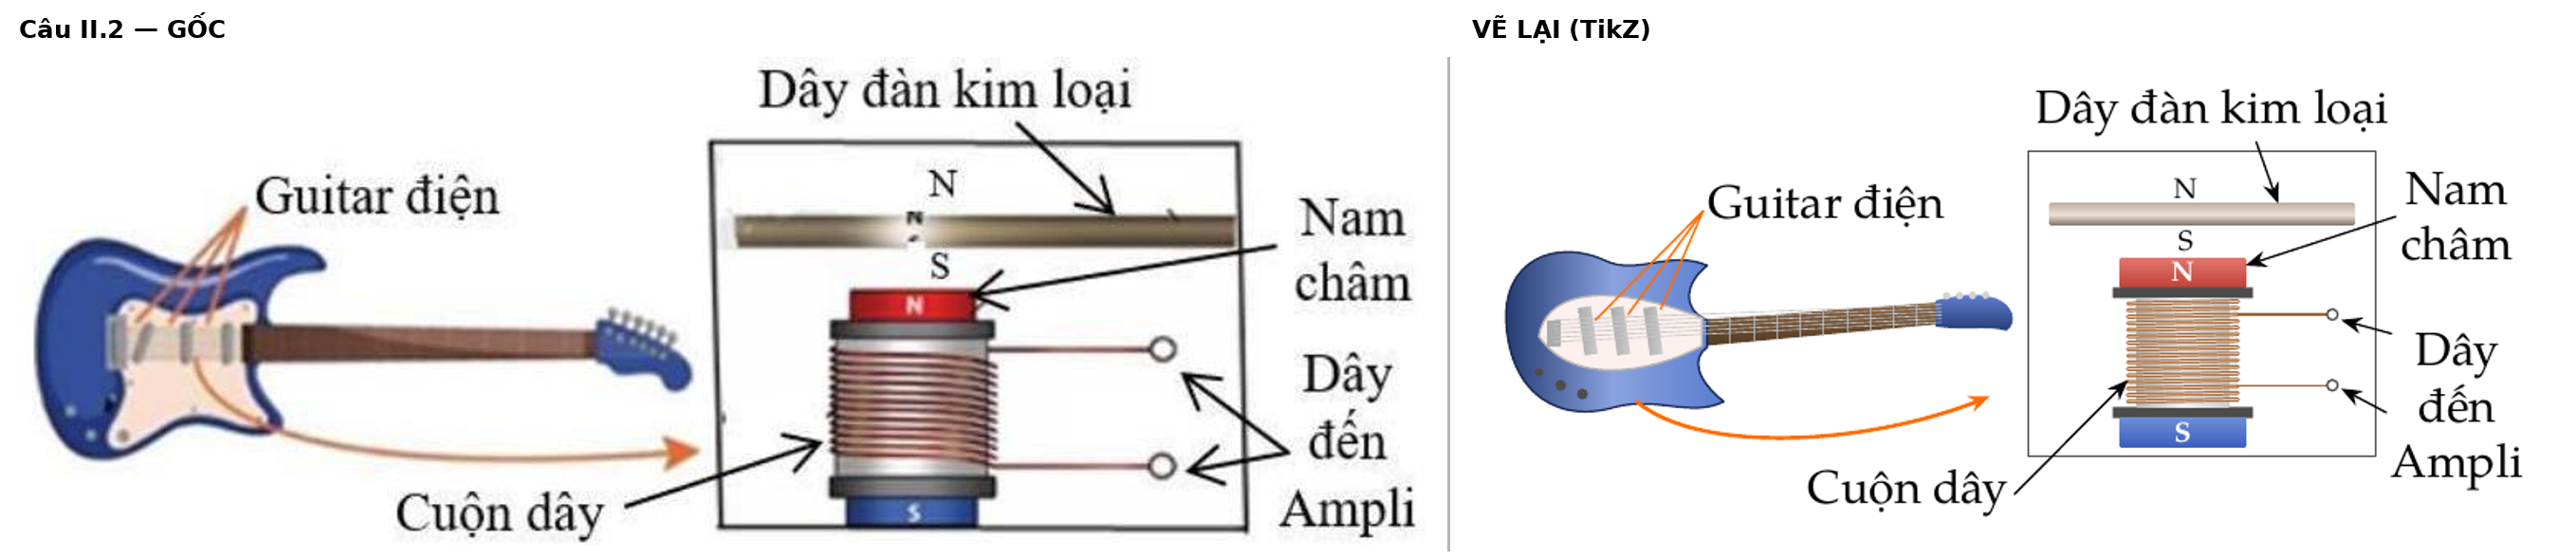 Câu II.2 — GỐC
Dây đàn kim loại
Guitar điện
N
N
S
N
S
Nam
châm
Dây
đến
Ampli
Cuộn dây
VẼ LẠI (TikZ)
Dây đàn kim loại
Guitar điện
N
S
N
S
Nam
châm
Dây
đến
Ampli
Cuộn dây